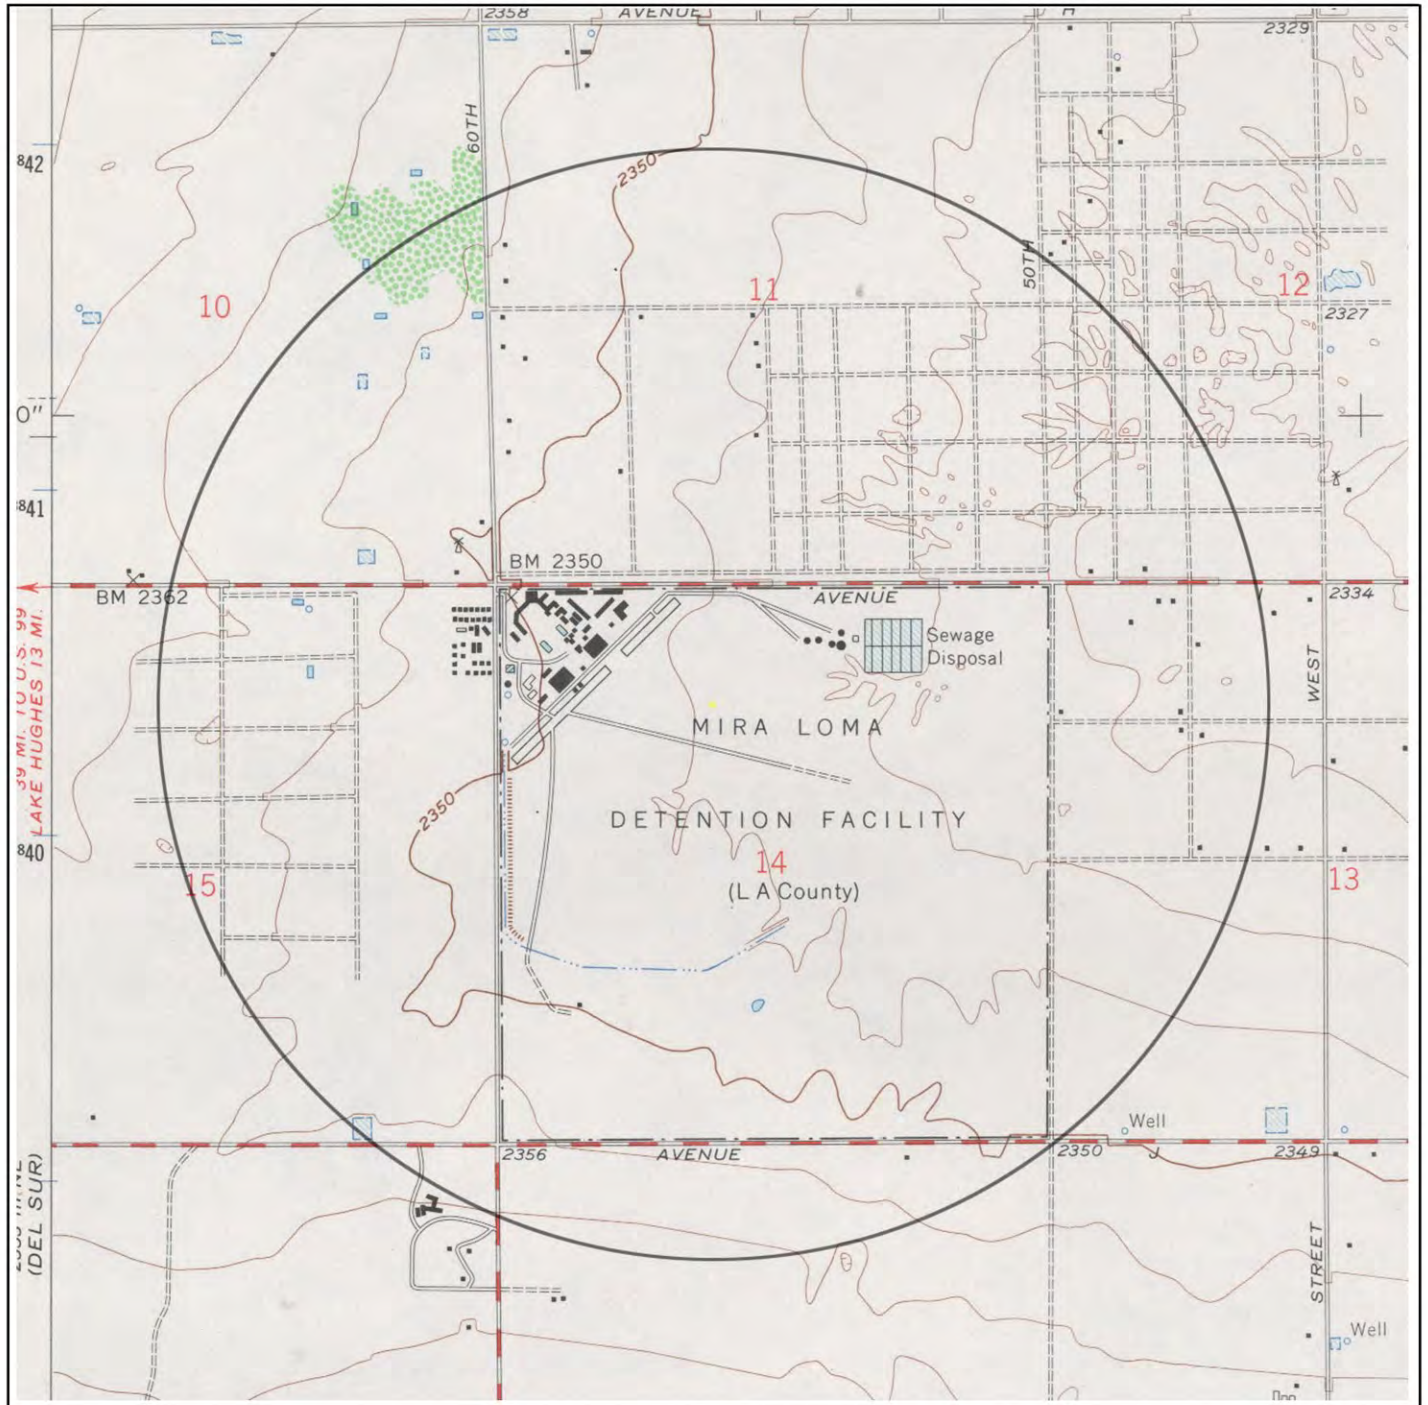 2358
AVENUE
H
2329
842
60TH
2350
50TH
10
11
12
2327
0"
841
BM 2350
BM 2362
AVENUE
I
2334
Sewage
Disposal
39 MI. TO U.S. 99
LAKE HUGHES 13 MI.
MIRA LOMA
WEST
2350
DETENTION FACILITY
840
14
(L A County)
15
13
Well
2356
AVENUE
2350
J
2349
(DEL SUR)
STREET
Well